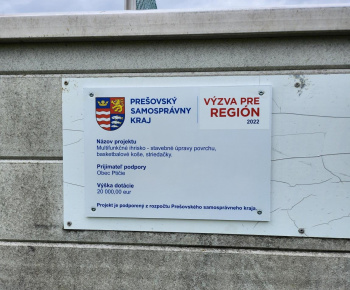 PREŠOVSKÝ
SAMOSPRÁVNY
KRAJ
VÝZVA PRE
REGIÓN
2022
Názov projektu
Multifunkčné ihrisko - stavebné úpravy povrchu,
basketbalové koše, striedačky.
Prijímateľ podpory
Obec Ptičie
Výška dotácie
20 000,00 eur
Projekt je podporený z rozpočtu Prešovského samosprávneho kraja.